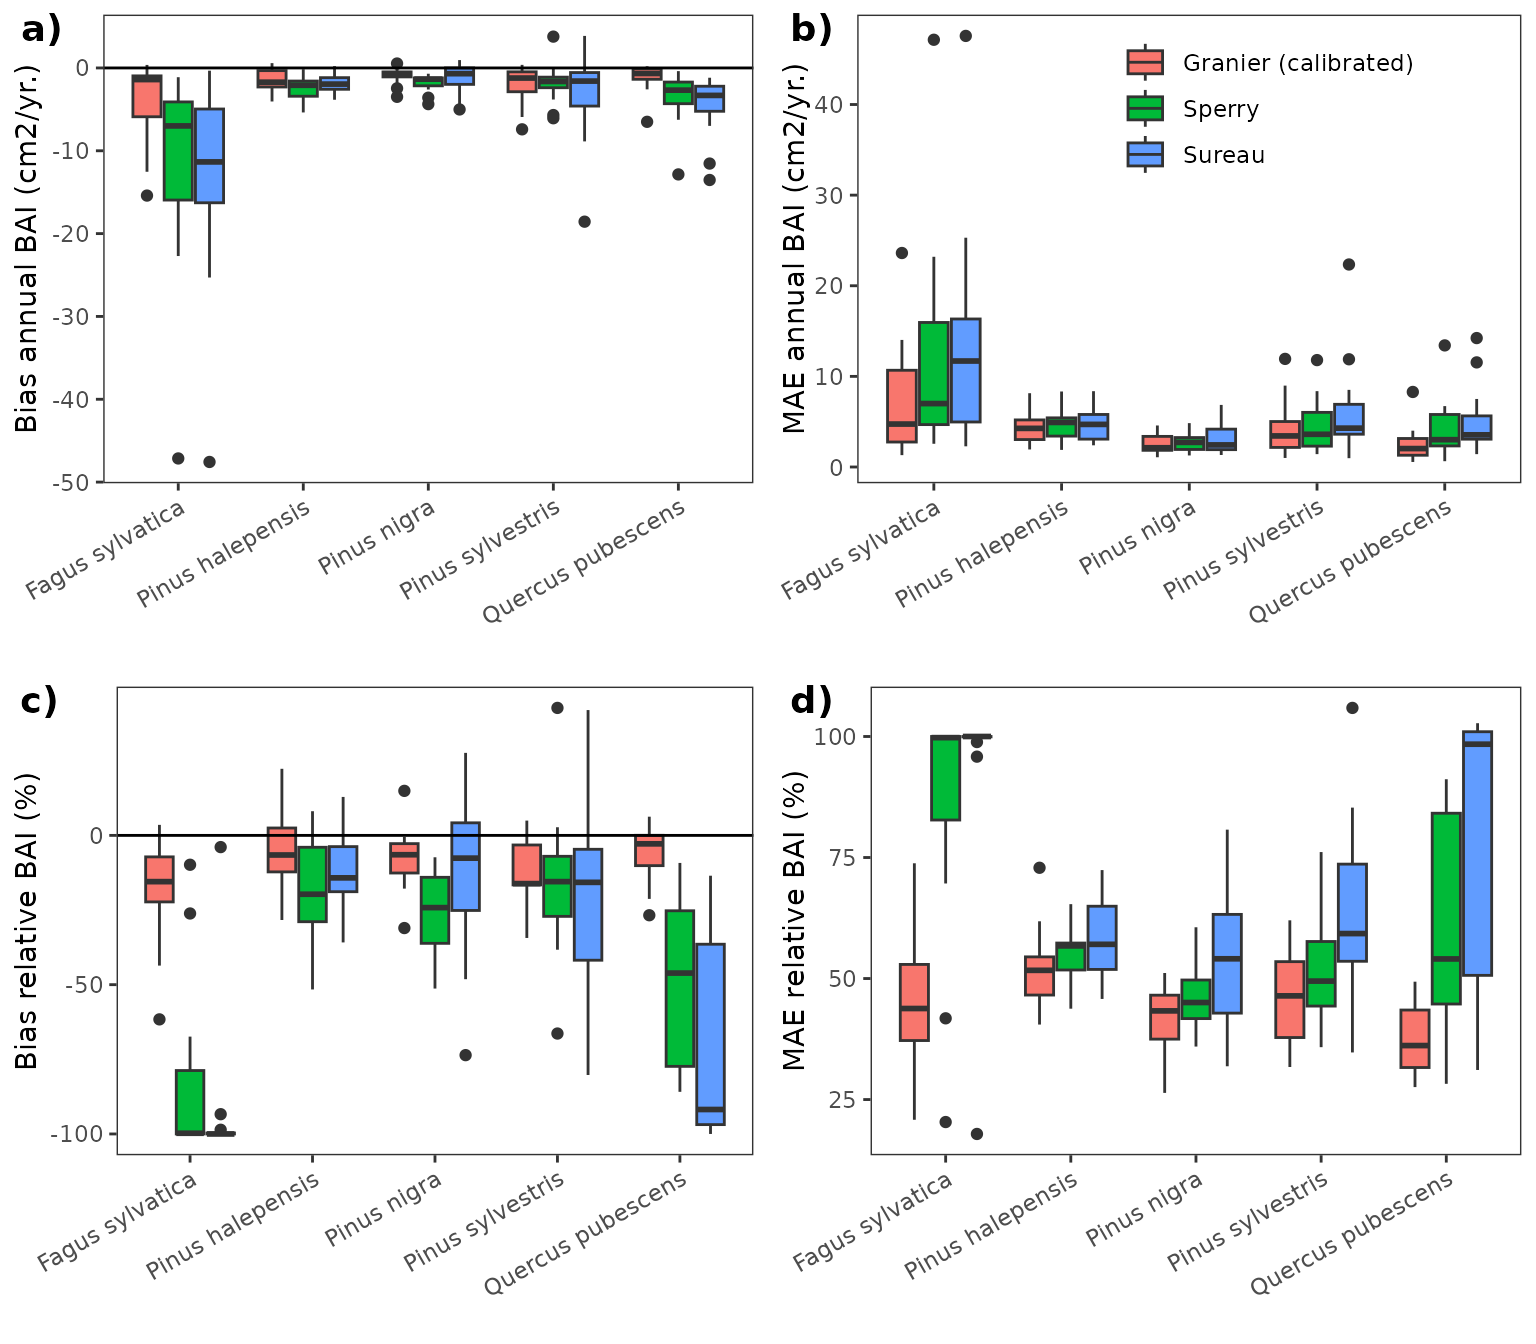 a)
Bias annual BAI (cm2/yr.)
0
-10
-20
-30
-40
-50
Fagus sylvatica
Pinus halepensis
Pinus nigra
Pinus sylvestris
Quercus pubescens
b)
MAE annual BAI (cm2/yr.)
40
30
20
10
0
Granier (calibrated)
Sperry
Sureau
Fagus sylvatica
Pinus halepensis
Pinus nigra
Pinus sylvestris
Quercus pubescens
c)
Bias relative BAI (%)
0
-50
-100
Fagus sylvatica
Pinus halepensis
Pinus nigra
Pinus sylvestris
Quercus pubescens
d)
MAE relative BAI (%)
100
75
50
25
Fagus sylvatica
Pinus halepensis
Pinus nigra
Pinus sylvestris
Quercus pubescens